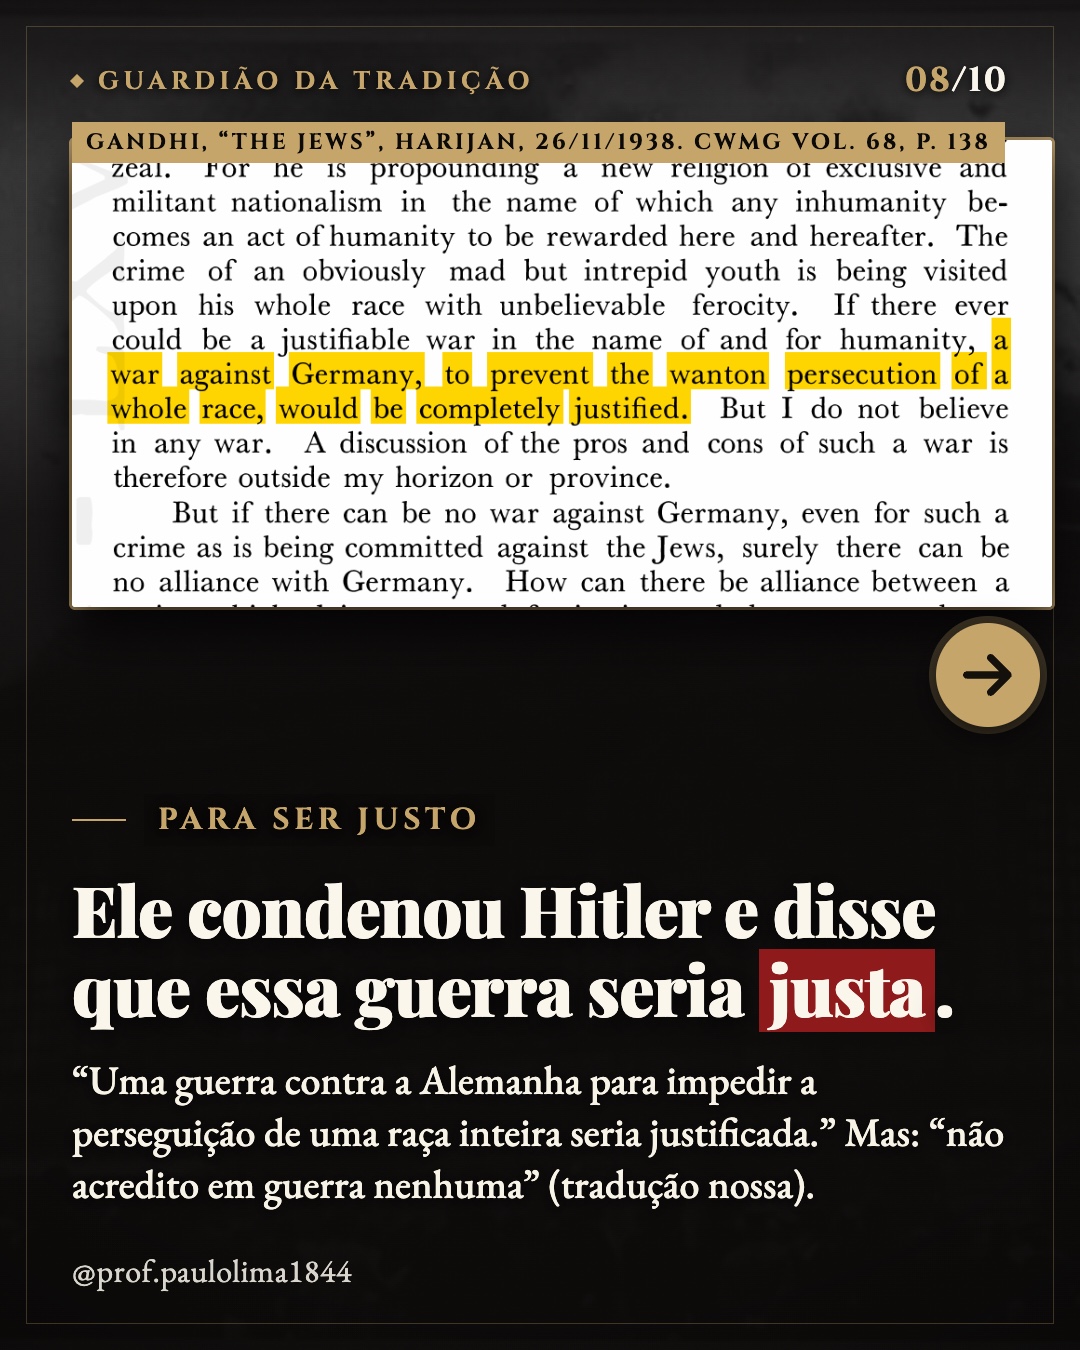 GUARDIÃO DA TRADIÇÃO
08/10
GANDHI, “THE JEWS”, HARIJAN, 26/11/1938. CWMG VOL. 68, P. 138
zeal. For he is propounding a new religion of exclusive and
militant nationalism in the name of which any inhumanity be-
comes an act of humanity to be rewarded here and hereafter. The
crime of an obviously mad but intrepid youth is being visited
upon his whole race with unbelievable ferocity. If there ever
could be a justifiable war in the name of and for humanity, a
war against Germany, to prevent the wanton persecution of a
whole race, would be completely justified. But I do not believe
in any war. A discussion of the pros and cons of such a war is
therefore outside my horizon or province.
But if there can be no war against Germany, even for such a
crime as is being committed against the Jews, surely there can be
no alliance with Germany. How can there be alliance between a
PARA SER JUSTO
Ele condenou Hitler e disse
que essa guerra seria justa.
“Uma guerra contra a Alemanha para impedir a
perseguição de uma raça inteira seria justificada.” Mas: “não
acredito em guerra nenhuma” (tradução nossa).
@prof.paulolima1844